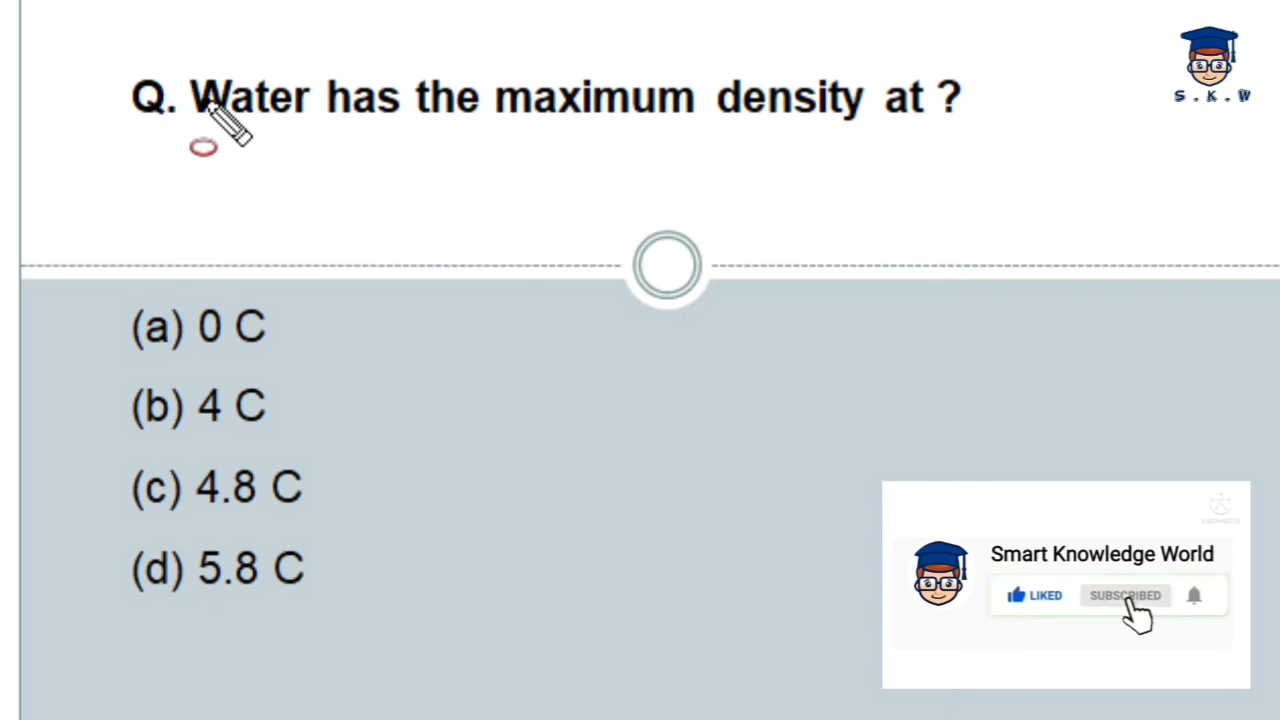 Q. Water has the maximum density at ?
S . K . W
(a) 0 C
(b) 4 C
(c) 4.8 C
(d) 5.8 C
Smart Knowledge World
LIKED SUBSCRIBED